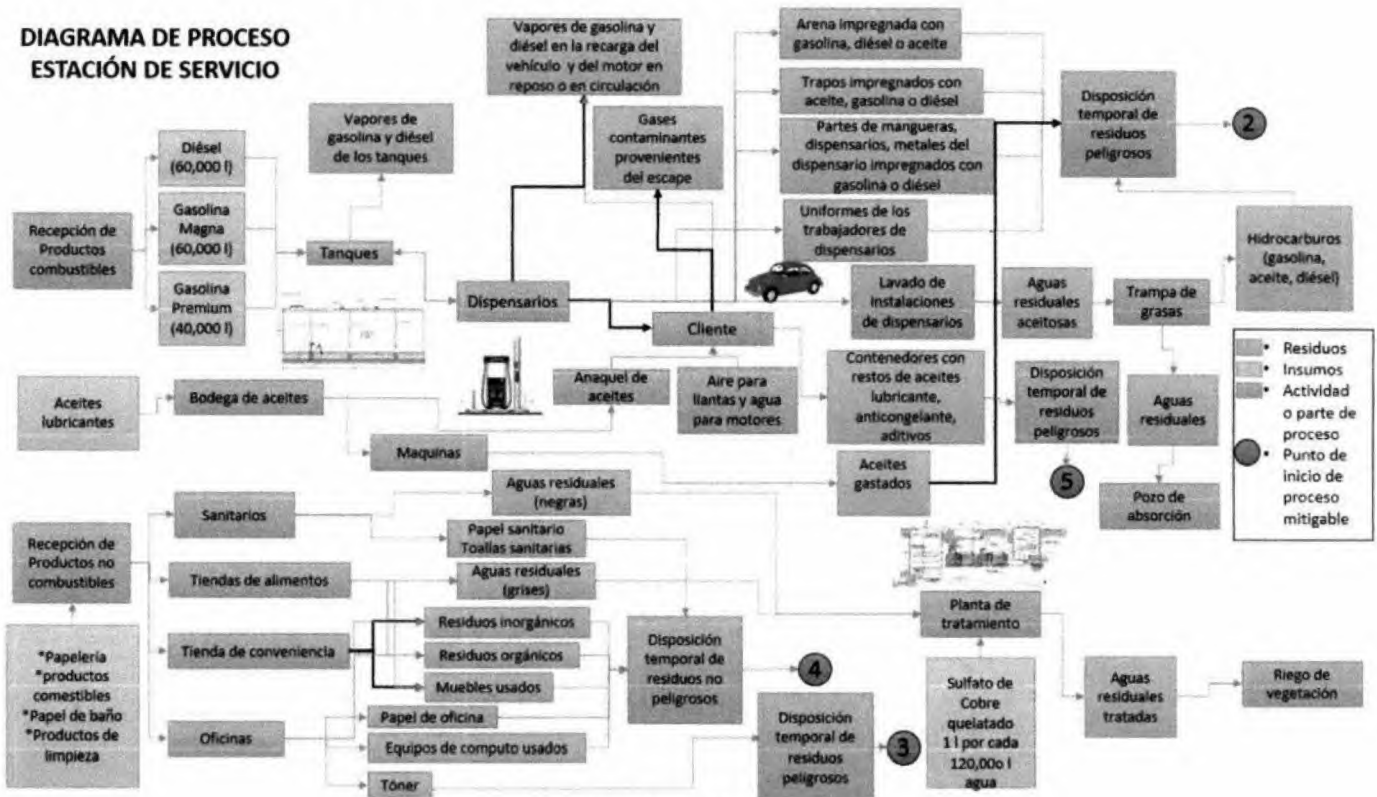 DIAGRAMA DE PROCESO
ESTACIÓN DE SERVICIO
Vapores de gasolina y
diésel en la recarga del
vehículo y del motor en
reposo o en circulación
Arena impregnada con
gasolina, diésel o aceite
Trapos impregnados con
aceite, gasolina o diésel
Disposición
temporal de
residuos
peligrosos
2
Vapores de
gasolina y diésel
de los tanques
Gases
contaminantes
provenientes
del escape
Partes de mangueras,
dispensarios, metales del
dispensario impregnados con
gasolina o diésel
Diésel
(60,000 l)
Gasolina
Magna
(60,000 l)
Gasolina
Premium
(40,000 l)
Recepción de
Productos
combustibles
Tanques
Uniformes de los
trabajadores de
dispensarios
Hidrocarburos
(gasolina,
aceite, diésel)
Dispensarios
Cliente
Lavado de
instalaciones
de dispensarios
Aguas
residuales
aceitosas
Trampa de
grasas
Residuos
Insumos
Actividad
o parte de
proceso
Punto de
inicio de
proceso
mitigable
Aceites
lubricantes
Bodega de aceites
Anaquel de
aceites
Aire para
llantas y agua
para motores
Contenedores con
restos de aceites
lubricante,
anticongelante,
aditivos
Disposición
temporal de
residuos
peligrosos
Aguas
residuales
5
Maquinas
Aceites
gastados
Pozo de
absorción
Sanitarios
Aguas residuales
(negras)
Recepción de
Productos no
combustibles
Papel sanitario
Toallas sanitarias
Tiendas de alimentos
Aguas residuales
(grises)
Planta de
tratamiento
Tienda de conveniencia
Residuos inorgánicos
Residuos orgánicos
Muebles usados
Disposición
temporal de
residuos no
peligrosos
4
*Papelería
*productos
comestibles
*Papel de baño
*Productos de
limpieza
Oficinas
Papel de oficina
Equipos de computo usados
Tóner
Disposición
temporal de
residuos
peligrosos
3
Sulfato de
Cobre
quelatado
1 l por cada
120,00o l
agua
Aguas
residuales
tratadas
Riego de
vegetación